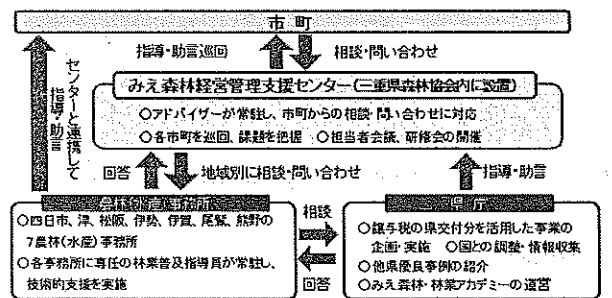 市町
指導・助言巡回
相談・問い合わせ
センターと連携して
指導・助言
みえ森林経営管理支援センター(三重県森林協会内に設置)
○アドバイザーが常駐し、市町からの相談・問い合わせに対応
○各市町を巡回、課題を把握 ○担当者会議、研修会の開催
回答
地域別に相談・問い合わせ
指導・助言
農林(水産)事務所
○四日市、津、松阪、伊勢、伊賀、尾鷲、熊野の
7農林(水産)事務所
○各事務所に専任の林業普及指導員が常駐し、
技術的支援を実施
相談
回答
県庁
○譲与税の県交付分を活用した事業の
企画・実施 ○国との調整・情報収集
○他県優良事例の紹介
○みえ森林・林業アカデミーの運営